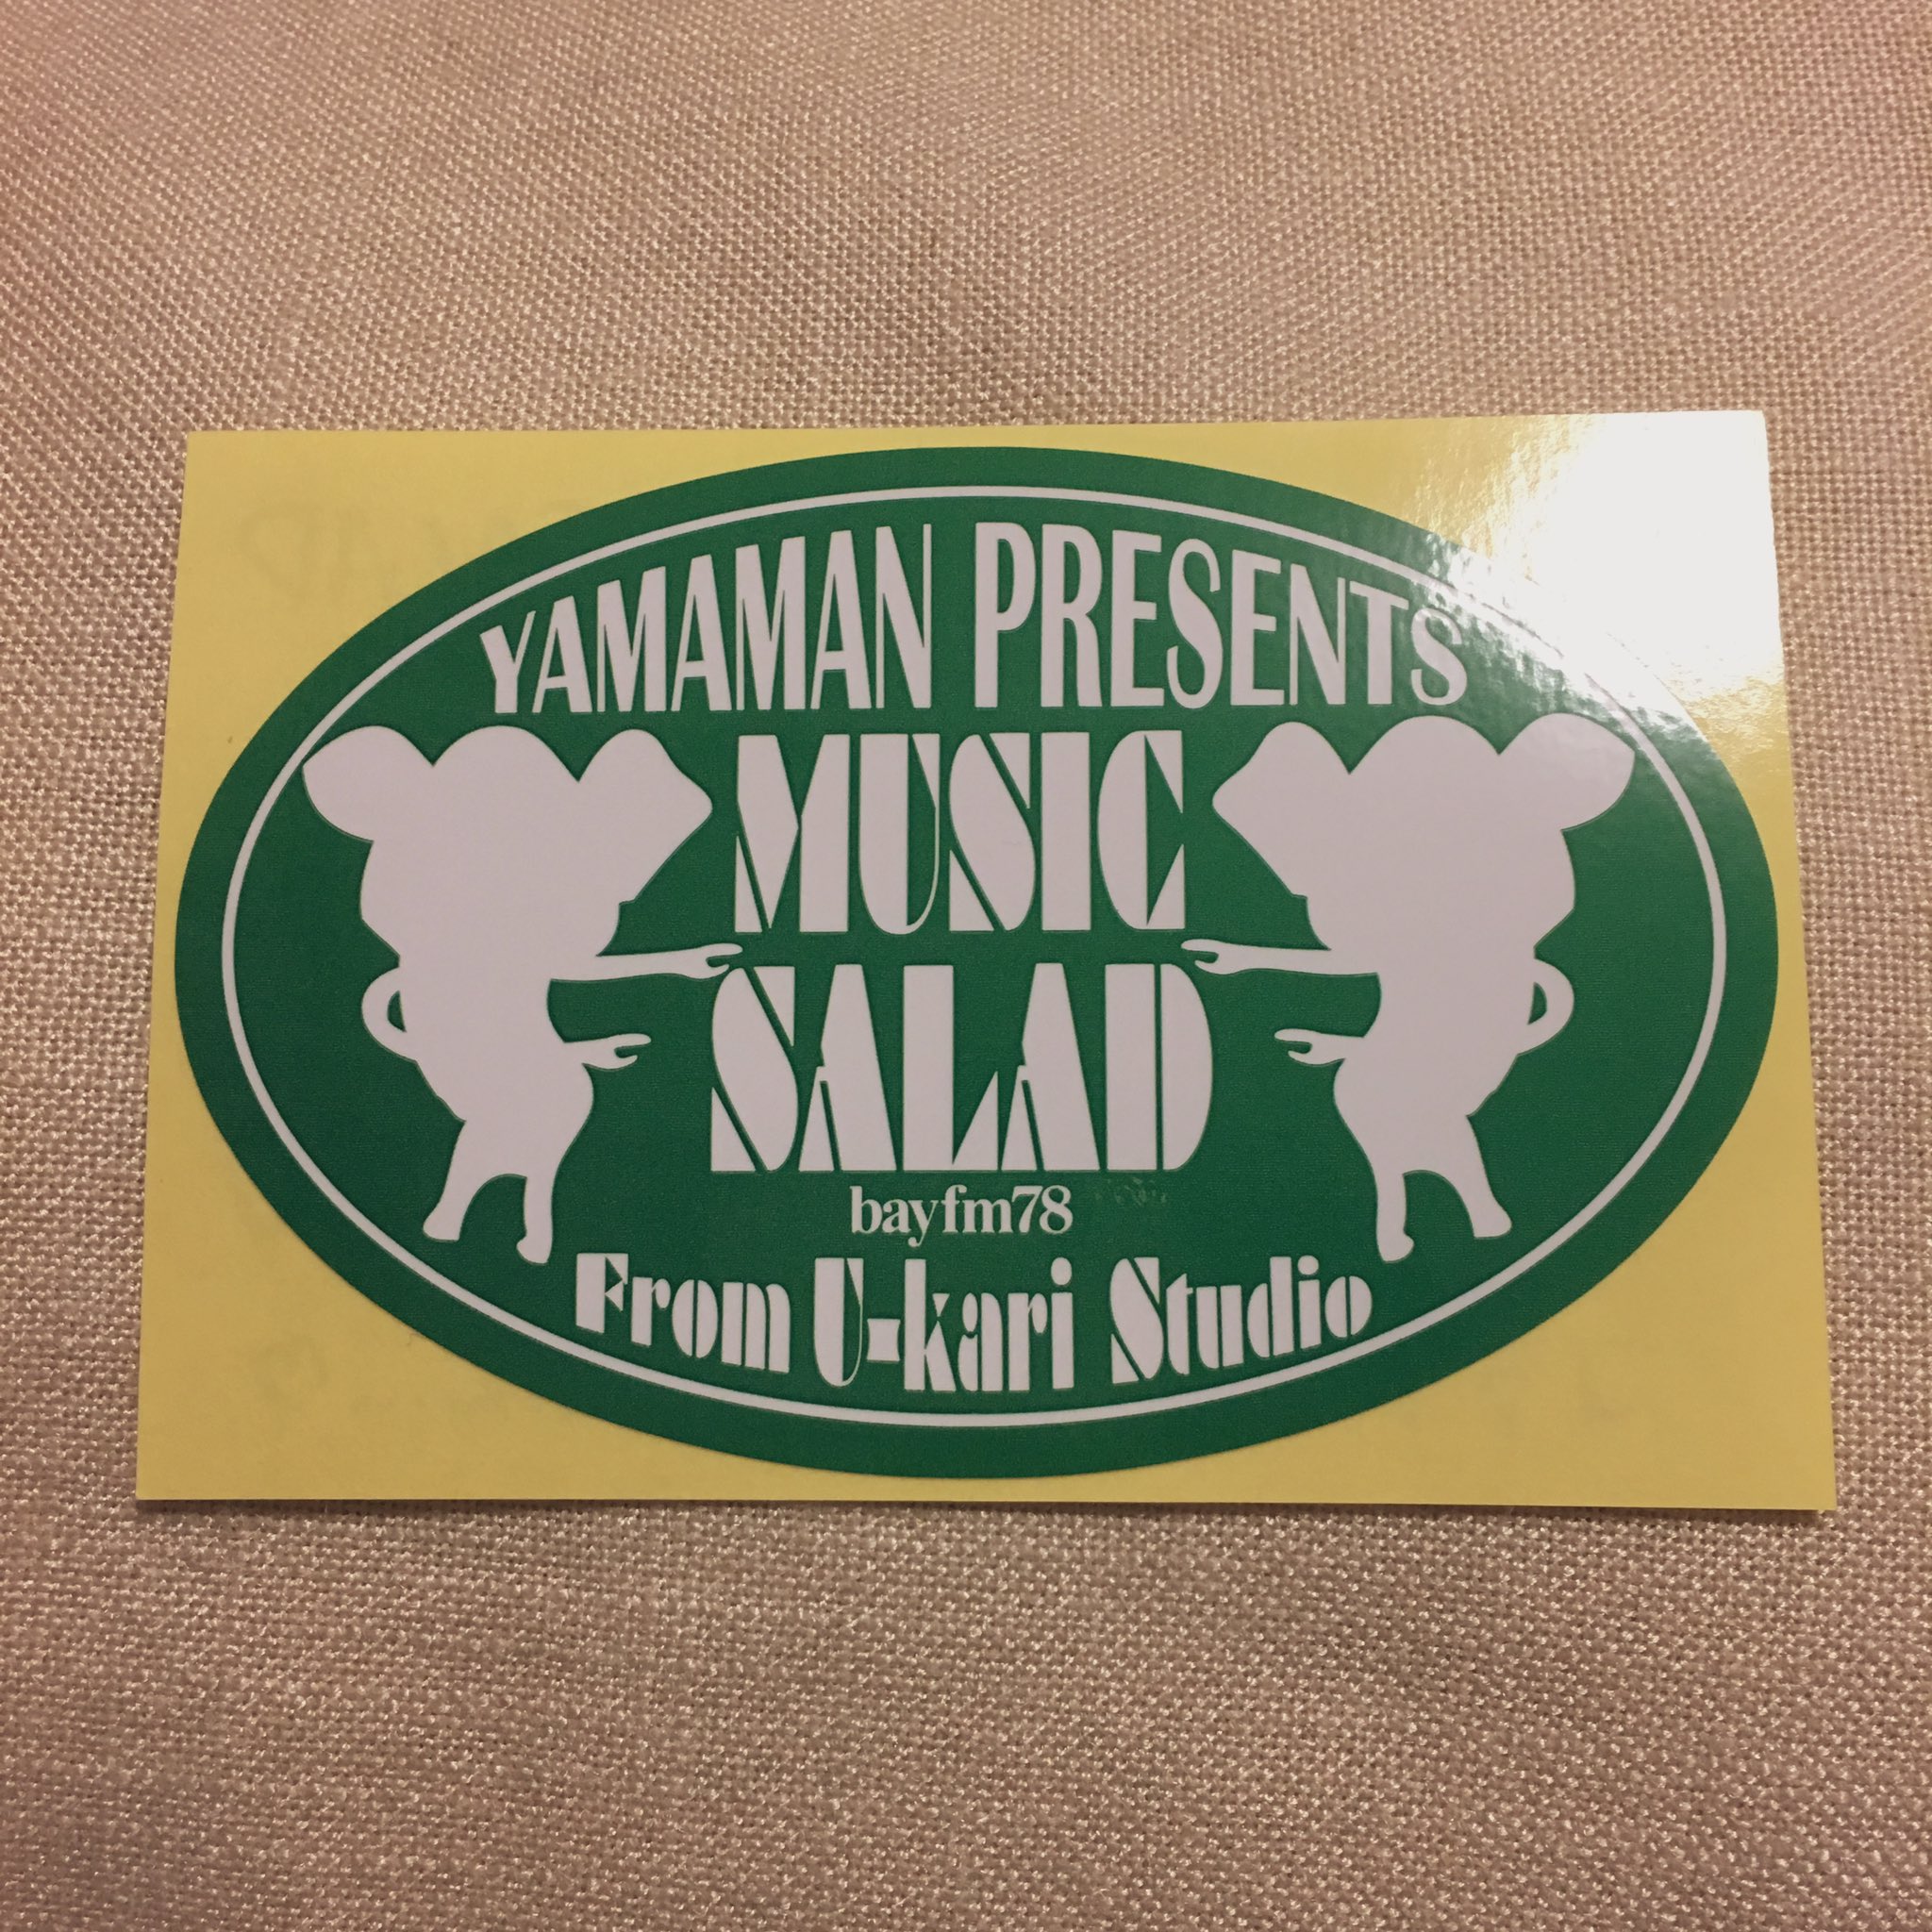 YAMAMAN PRESENTS
MUSIC
SALAD
bayfm78
From U-kari Studio